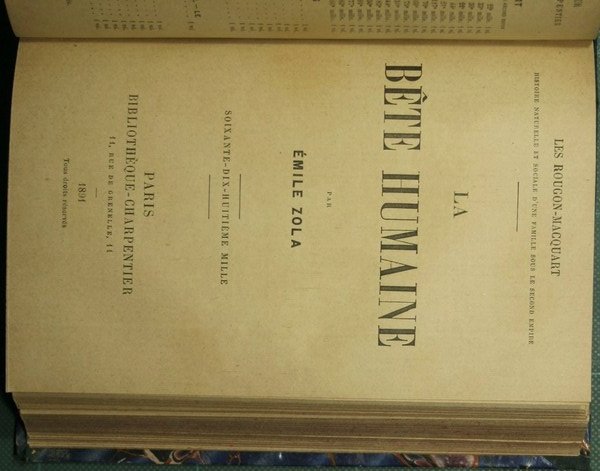 LES ROUGON-MACQUART
HISTOIRE NATURELLE ET SOCIALE D'UNE FAMILLE SOUS LE SECOND EMPIRE
LA
BÊTE HUMAINE
PAR
ÉMILE ZOLA
SOIXANTE-DIX-HUITIÈME MILLE
PARIS
BIBLIOTHÈQUE-CHARPENTIER
11, RUE DE GRENELLE, 11
1891
Tous droits réservés